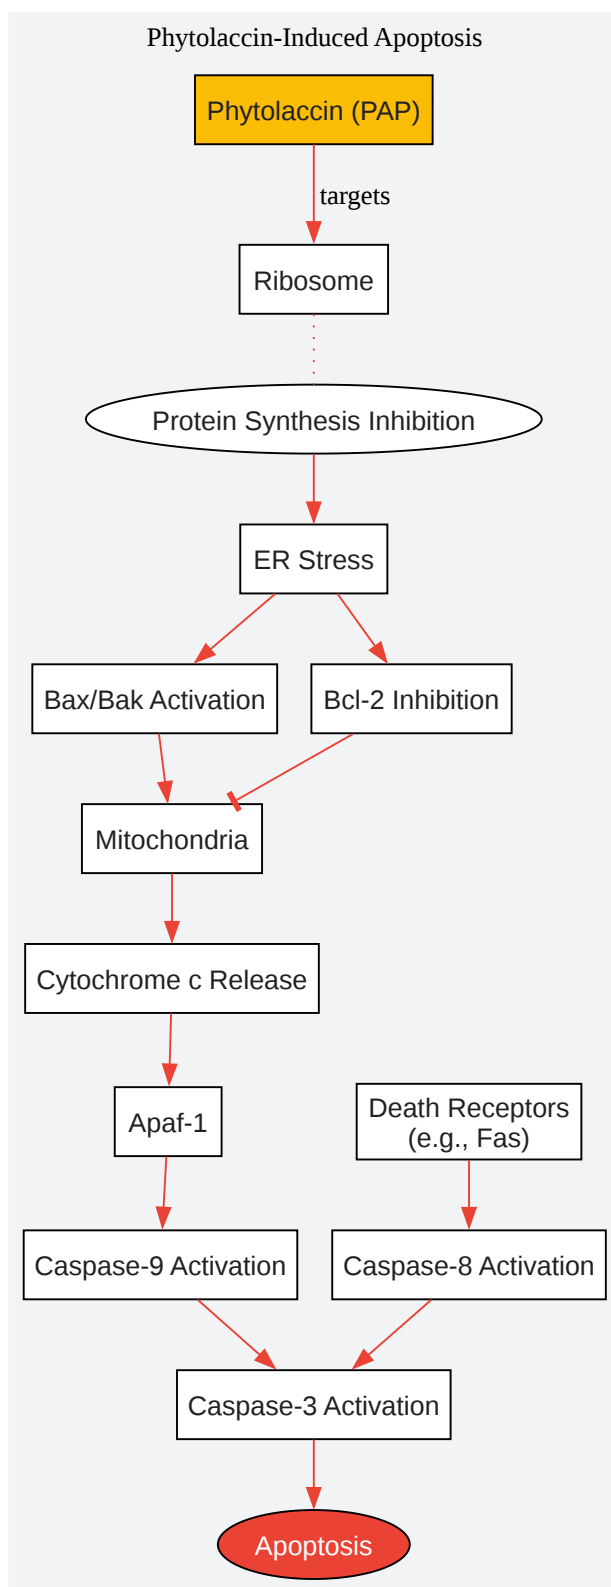 Phytolaccin-Induced Apoptosis
Phytolaccin (PAP)
targets
Ribosome
Protein Synthesis Inhibition
ER Stress
Bax/Bak Activation
Bcl-2 Inhibition
Mitochondria
Cytochrome c Release
Apaf-1
Death Receptors
(e.g., Fas)
Caspase-9 Activation
Caspase-8 Activation
Caspase-3 Activation
Apoptosis